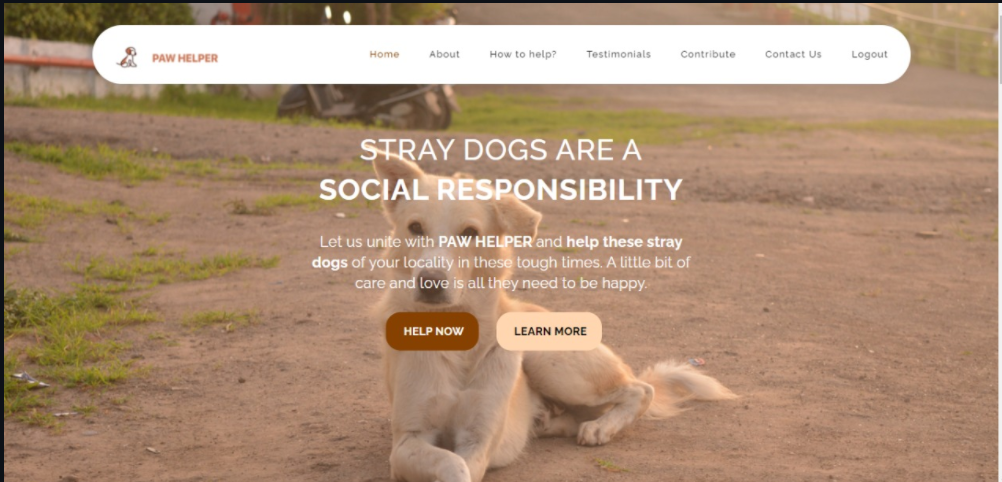 PAW HELPER
Home About How to help? Testimonials Contribute Contact Us Logout
STRAY DOGS ARE A
SOCIAL RESPONSIBILITY
Let us unite with PAW HELPER and help these stray
dogs of your locality in these tough times. A little bit of
care and love is all they need to be happy.
HELP NOW
LEARN MORE